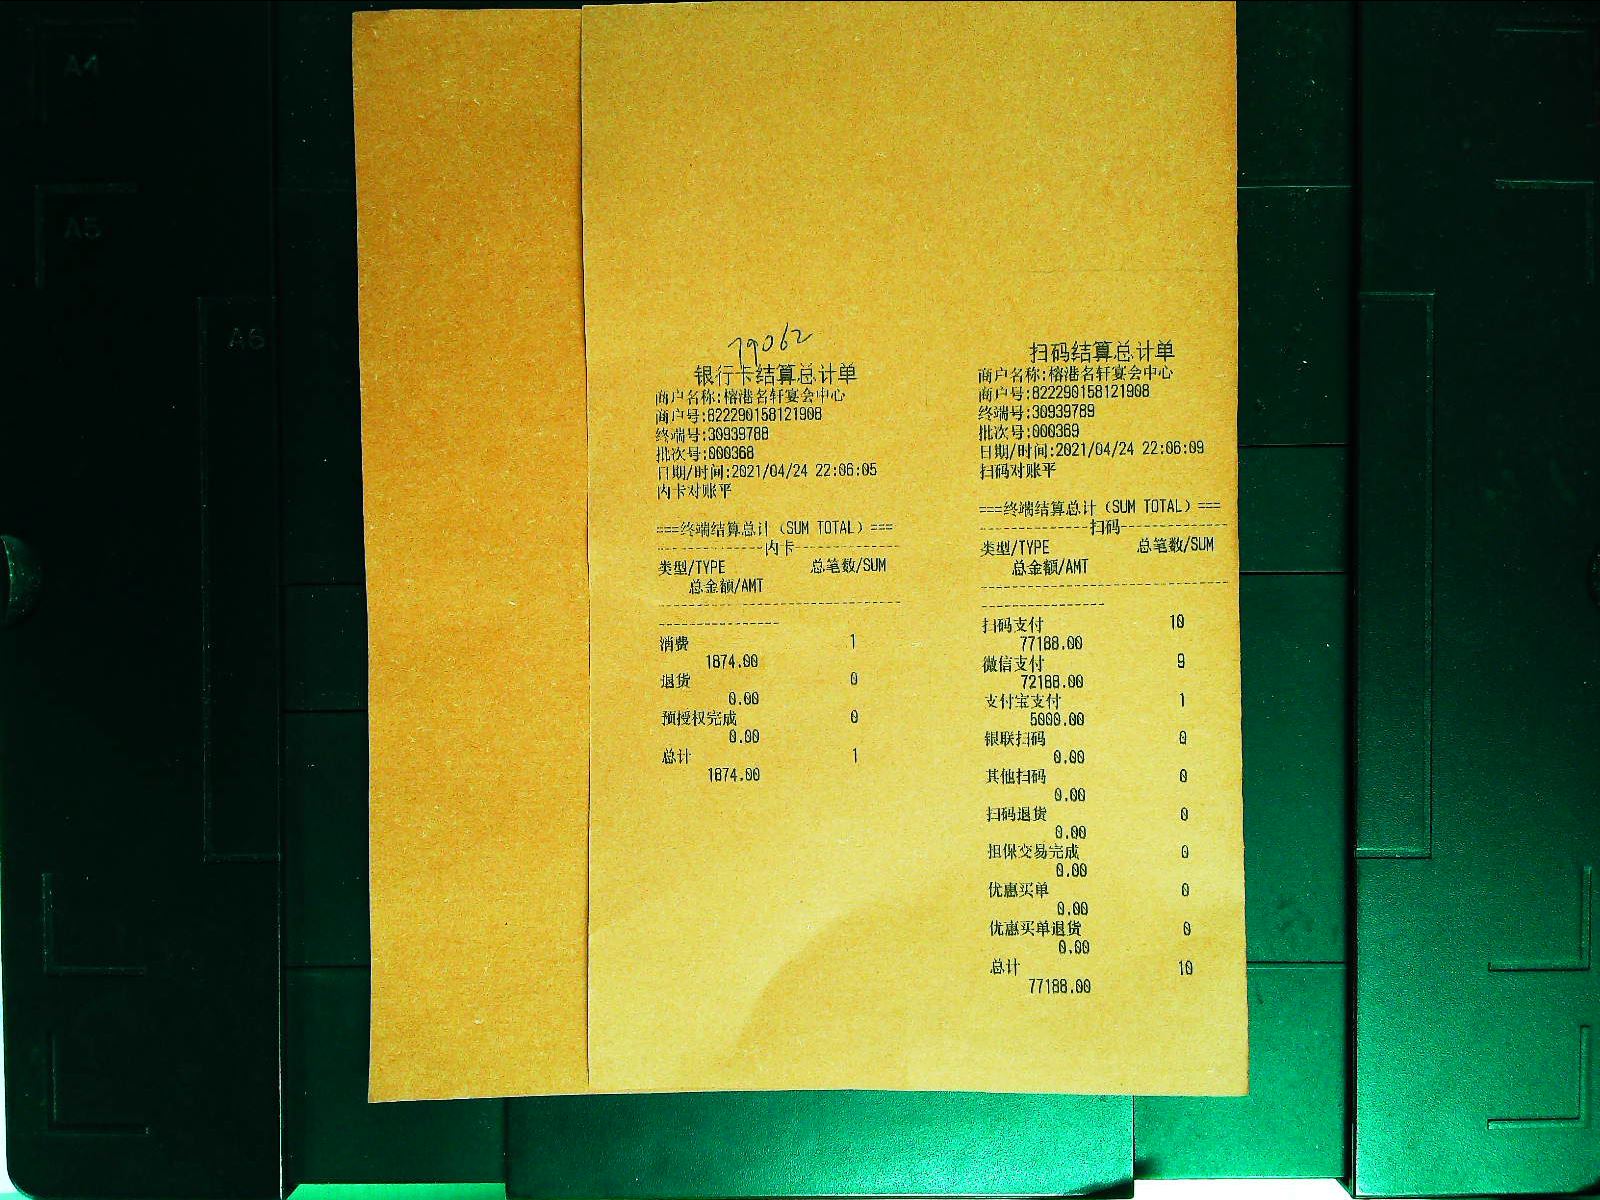 A4
A5
A6
79062
银行卡结算总计单
商户名称:榕港名轩宴会中心
商户号:822290158121908
终端号:30939788
批次号:000368
日期/时间:2021/04/24 22:06:05
内卡对账平
===终端结算总计（SUM TOTAL）===
---------------内卡---------------
类型/TYPE 总笔数/SUM
总金额/AMT
消费 1
1874.00
退货 0
0.00
预授权完成 0
0.00
总计 1
1874.00
扫码结算总计单
商户名称:榕港名轩宴会中心
商户号:822290158121908
终端号:30939789
批次号:000369
日期/时间:2021/04/24 22:06:09
扫码对账平
===终端结算总计（SUM TOTAL）===
---------------扫码---------------
类型/TYPE 总笔数/SUM
总金额/AMT
扫码支付 10
77188.00
微信支付 9
72188.00
支付宝支付 1
5000.00
银联扫码 0
0.00
其他扫码 0
0.00
扫码退货 0
0.00
担保交易完成 0
0.00
优惠买单 0
0.00
优惠买单退货 0
0.00
总计 10
77188.00